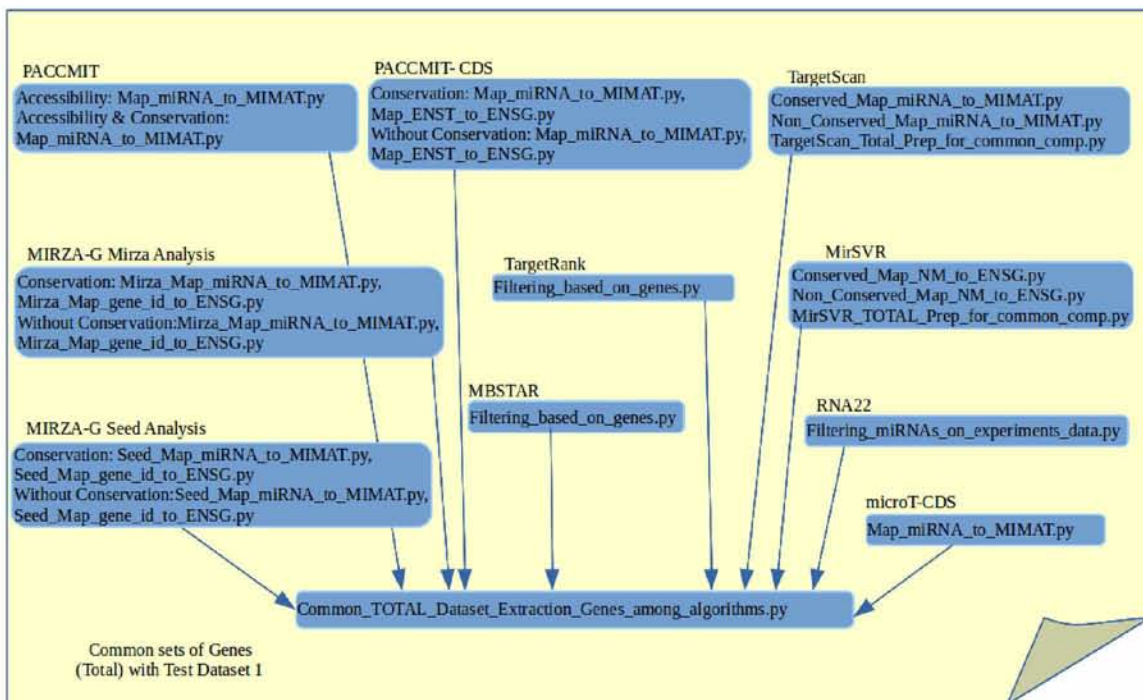 PACCMIT
Accessibility: Map_miRNA_to_MIMAT.py
Accessibility & Conservation:
Map_miRNA_to_MIMAT.py
PACCMIT- CDS
Conservation: Map_miRNA_to_MIMAT.py,
Map_ENST_to_ENSG.py
Without Conservation: Map_miRNA_to_MIMAT.py,
Map_ENST_to_ENSG.py
TargetScan
Conserved_Map_miRNA_to_MIMAT.py
Non_Conserved_Map_miRNA_to_MIMAT.py
TargetScan_Total_Prep_for_common_comp.py
MIRZA-G Mirza Analysis
Conservation: Mirza_Map_miRNA_to_MIMAT.py,
Mirza_Map_gene_id_to_ENSG.py
Without Conservation:Mirza_Map_miRNA_to_MIMAT.py,
Mirza_Map_gene_id_to_ENSG.py
TargetRank
Filtering_based_on_genes.py
MirSVR
Conserved_Map_NM_to_ENSG.py
Non_Conserved_Map_NM_to_ENSG.py
MirSVR_TOTAL_Prep_for_common_comp.py
MBSTAR
Filtering_based_on_genes.py
RNA22
Filtering_miRNAs_on_experiments_data.py
MIRZA-G Seed Analysis
Conservation: Seed_Map_miRNA_to_MIMAT.py,
Seed_Map_gene_id_to_ENSG.py
Without Conservation:Seed_Map_miRNA_to_MIMAT.py,
Seed_Map_gene_id_to_ENSG.py
microT-CDS
Map_miRNA_to_MIMAT.py
Common_TOTAL_Dataset_Extraction_Genes_among_algorithms.py
Common sets of Genes
(Total) with Test Dataset 1